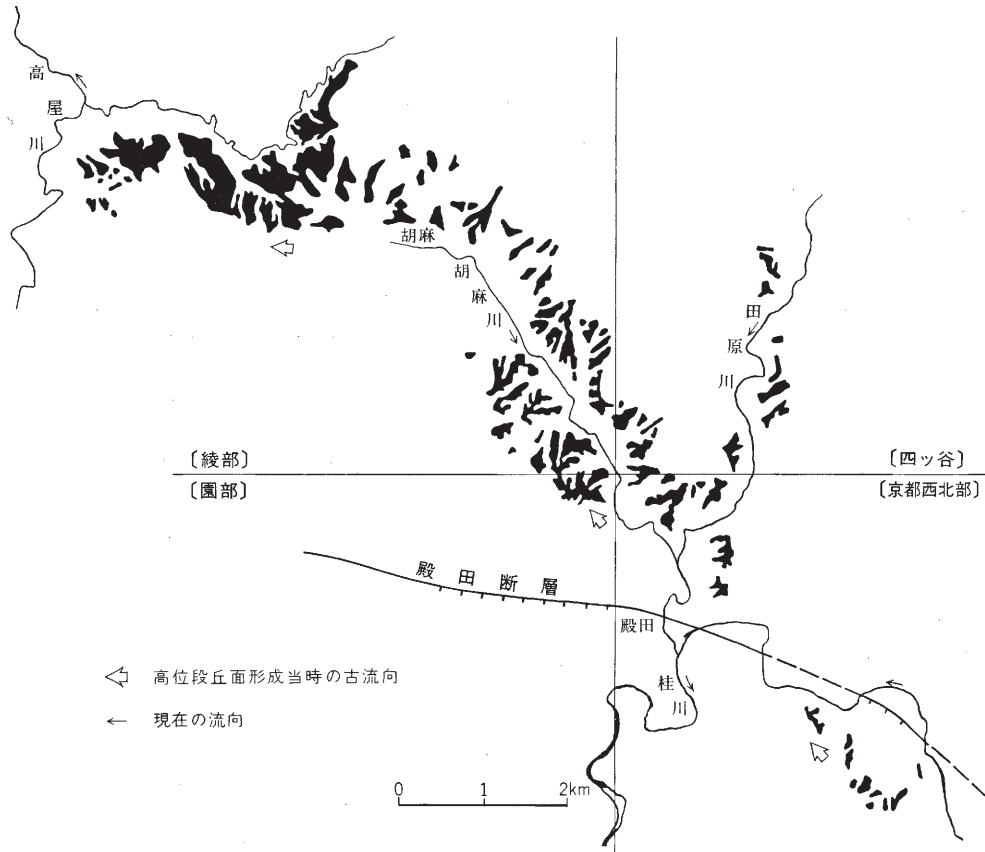 高屋川
胡麻
胡麻川
田原川
〔綾部〕
〔四ッ谷〕
〔園部〕
〔京都西北部〕
殿田断層
殿田
桂川
高位段丘面形成当時の古流向
現在の流向
0 1 2km